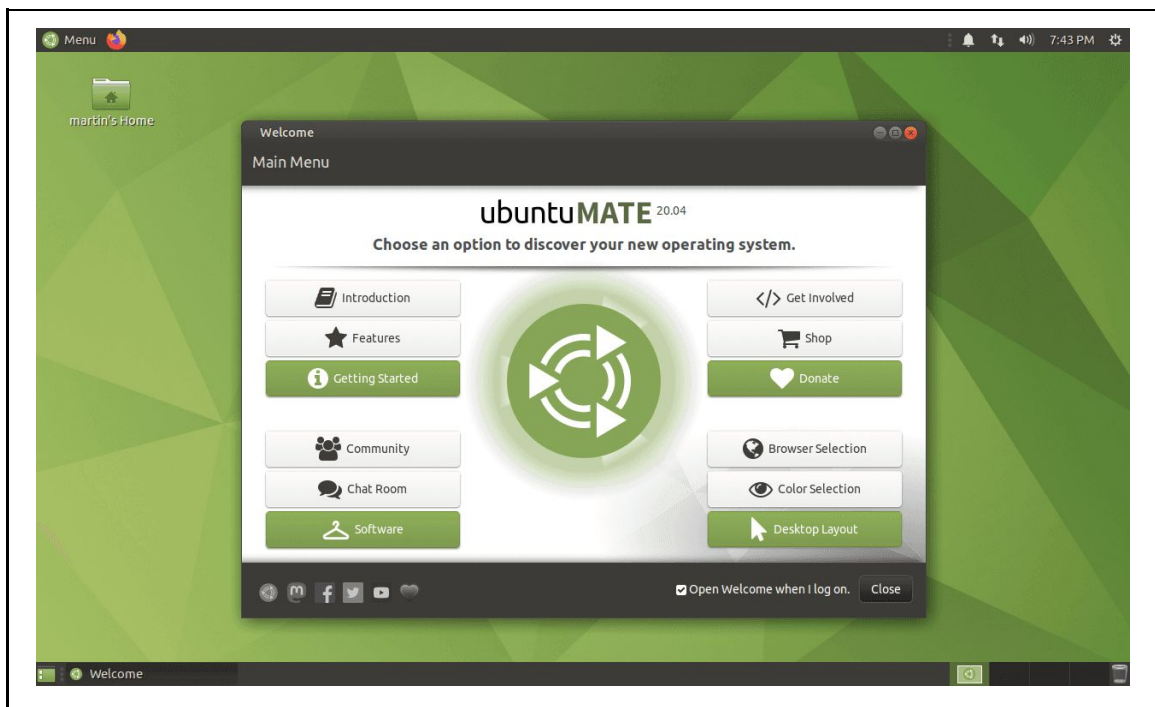 Menu
7:43 PM
martin's Home
Welcome
Main Menu
ubuntuMATE 20.04
Choose an option to discover your new operating system.
Introduction
Features
Getting Started
Community
Chat Room
Software
Get Involved
Shop
Donate
Browser Selection
Color Selection
Desktop Layout
Open Welcome when I log on.
Close
Welcome